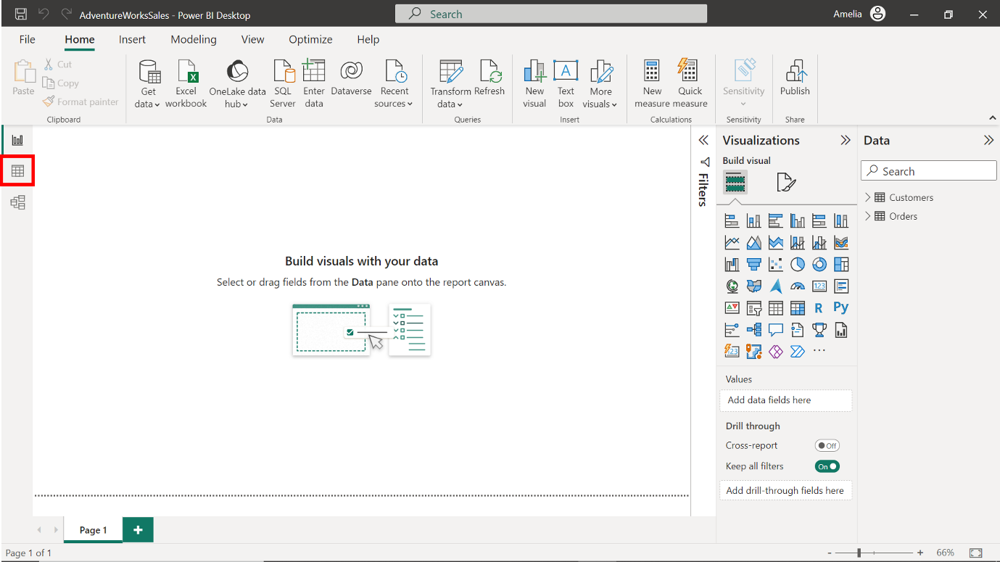 AdventureWorksSales - Power BI Desktop
Search
Amelia
File Home Insert Modeling View Optimize Help
Paste
Cut
Copy
Format painter
Clipboard
Get data
Excel workbook
OneLake data hub
SQL Server
Enter data
Dataverse
Recent sources
Data
Transform data
Refresh
Queries
New visual
Text box
More visuals
Insert
New measure
Quick measure
Calculations
Sensitivity
Sensitivity
Publish
Share
Build visuals with your data
Select or drag fields from the Data pane onto the report canvas.
Filters
Visualizations
Build visual
123
R
Py
123
Values
Add data fields here
Drill through
Cross-report
Off
Keep all filters
On
Add drill-through fields here
Data
Search
Customers
Orders
Page 1
Page 1 of 1
66%